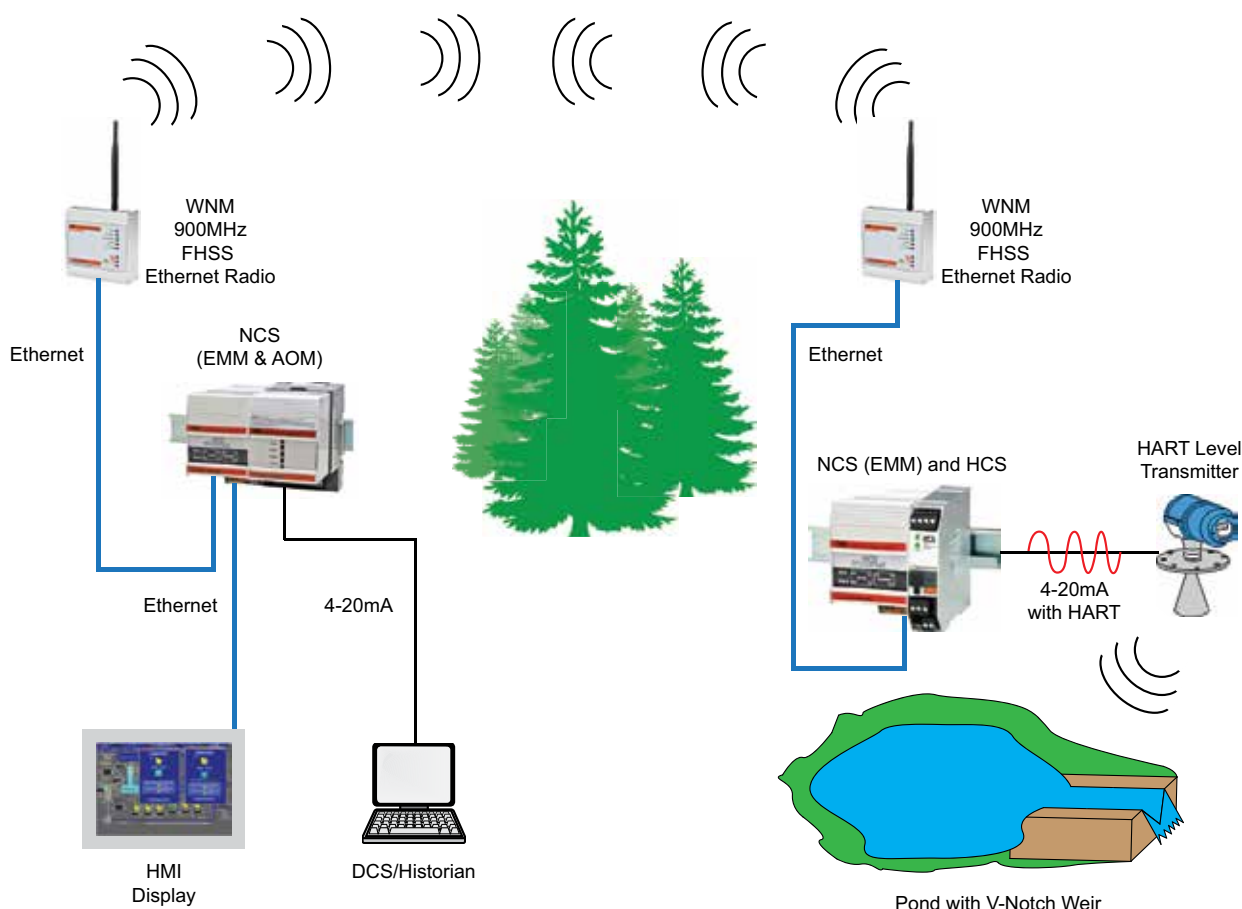 WNM
900MHz
FHSS
Ethernet Radio
WNM
900MHz
FHSS
Ethernet Radio
Ethernet
NCS
(EMM & AOM)
Ethernet
NCS (EMM) and HCS
HART Level
Transmitter
Ethernet
4-20mA
4-20mA
with HART
HMI
Display
DCS/Historian
Pond with V-Notch Weir